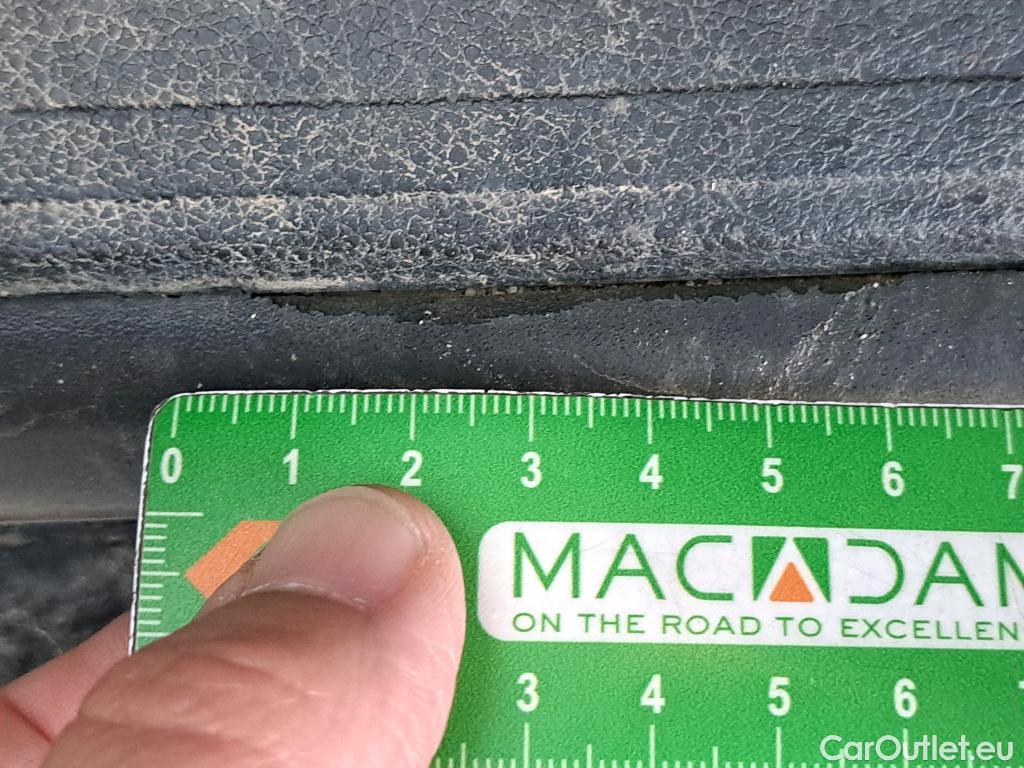 0 1 2 3 4 5 6 7
MACADAM
ON THE ROAD TO EXCELLEN
3 4 5 6
CarOutlet.eu